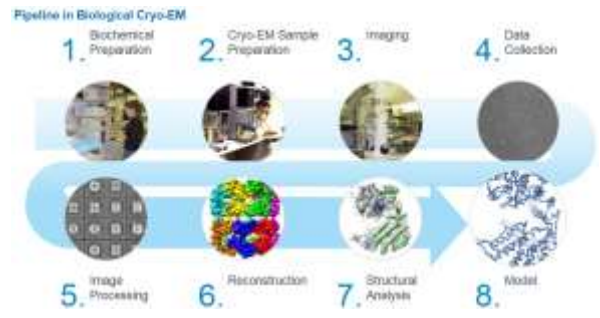 Pipeline in Biological Cryo-EM
1. Biochemical
Preparation
2. Cryo-EM Sample
Preparation
3. Imaging
4. Data
Collection
5. Image
Processing
6. Reconstruction
7. Structural
Analysis
8. Model